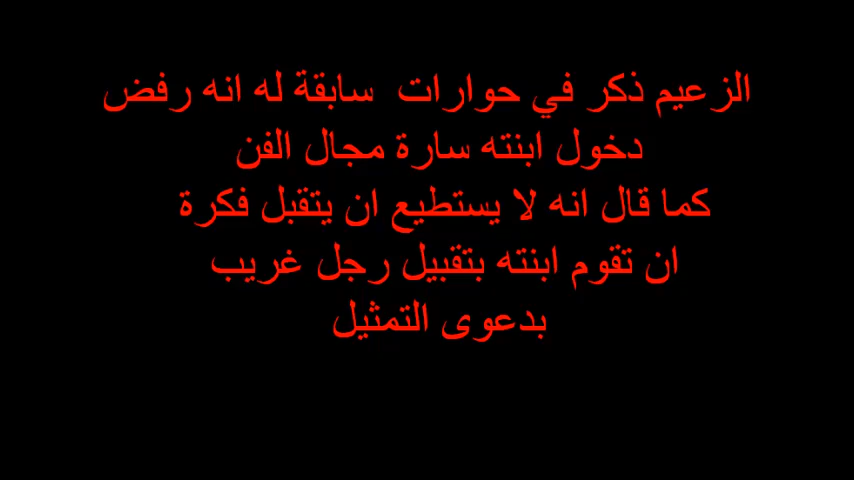 الزعيم ذكر في حوارات سابقة له انه رفض
دخول ابنته سارة مجال الفن
كما قال انه لا يستطيع ان يتقبل فكرة
ان تقوم ابنته بتقبيل رجل غريب
بدعوى التمثيل